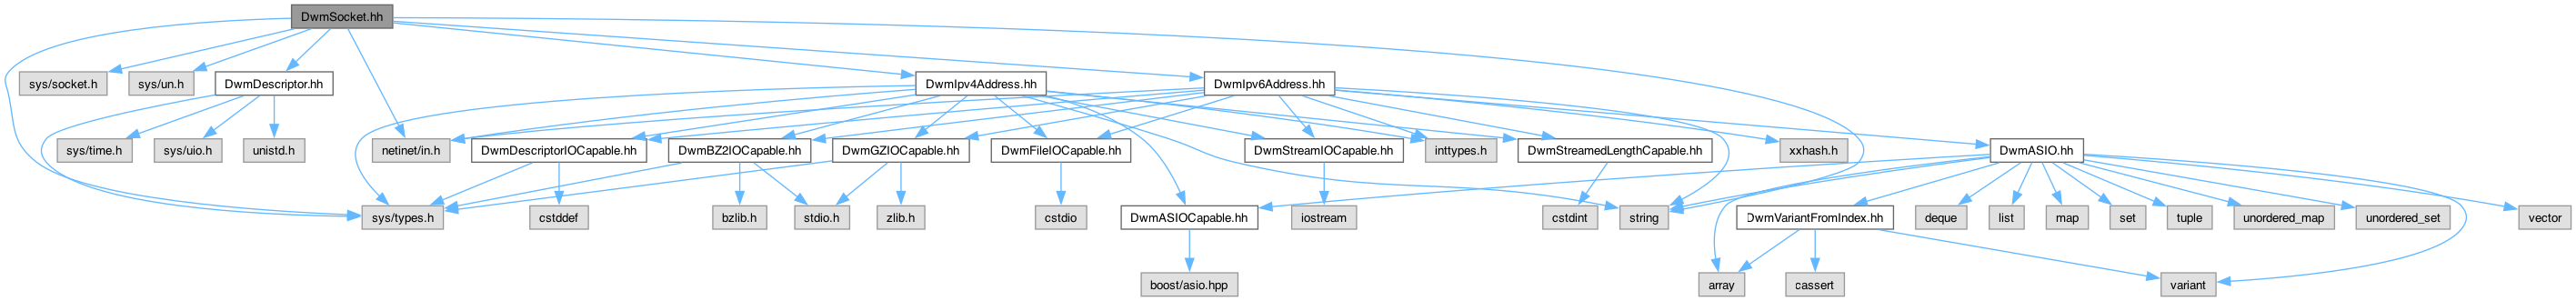 DwmSocket.hh
sys/socket.h
sys/un.h
DwmDescriptor.hh
DwmIpv4Address.hh
DwmIpv6Address.hh
sys/time.h
sys/uio.h
unistd.h
netinet/in.h
DwmDescriptorIOCapable.hh
DwmBZ2IOCapable.hh
DwmGZIOCapable.hh
DwmFileIOCapable.hh
DwmStreamIOCapable.hh
inttypes.h
DwmStreamedLengthCapable.hh
xxhash.h
DwmASIO.hh
sys/types.h
cstddef
bzlib.h
stdio.h
zlib.h
cstdio
DwmASIOCapable.hh
iostream
cstdint
string
DwmVariantFromIndex.hh
deque
list
map
set
tuple
unordered_map
unordered_set
vector
boost/asio.hpp
array
cassert
variant